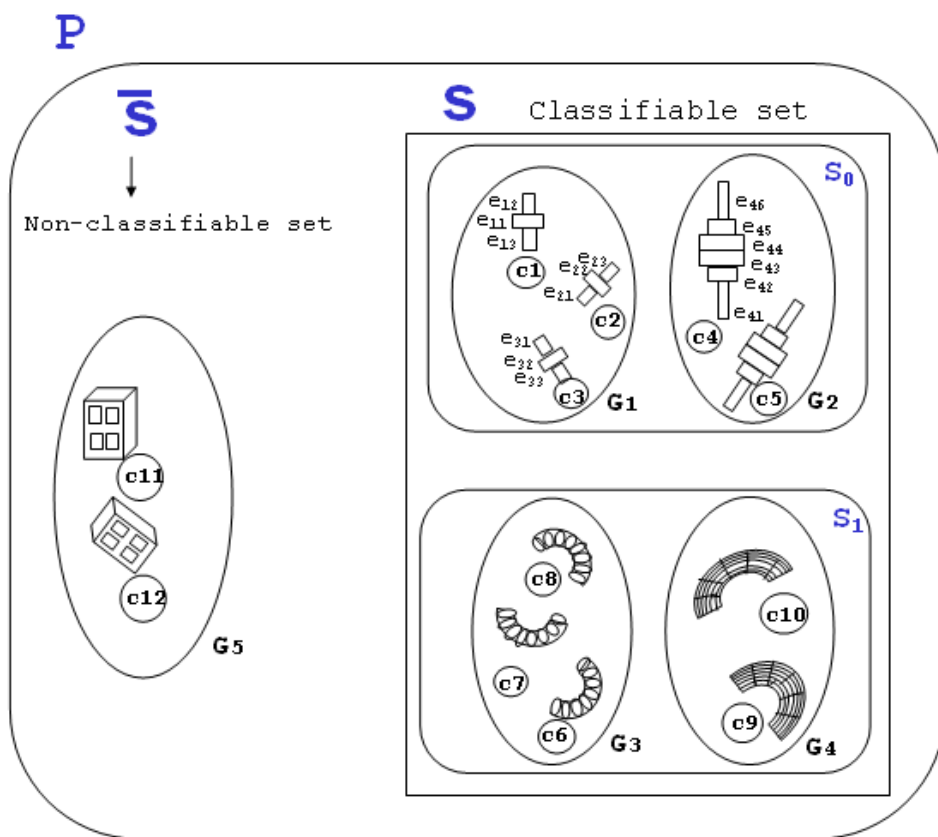 P
S̅
S Classifiable set
Non-classifiable set
S₀
e₁₂
e₁₁
e₁₃
c1
e₂₃
e₂₂
e₂₁
c2
e₃₁
e₃₂
e₃₃
c3
G1
e₄₆
e₄₅
e₄₄
e₄₃
e₄₂
e₄₁
c4
c5
G2
c11
c12
G5
S₁
c8
c7
c6
G3
c10
c9
G4